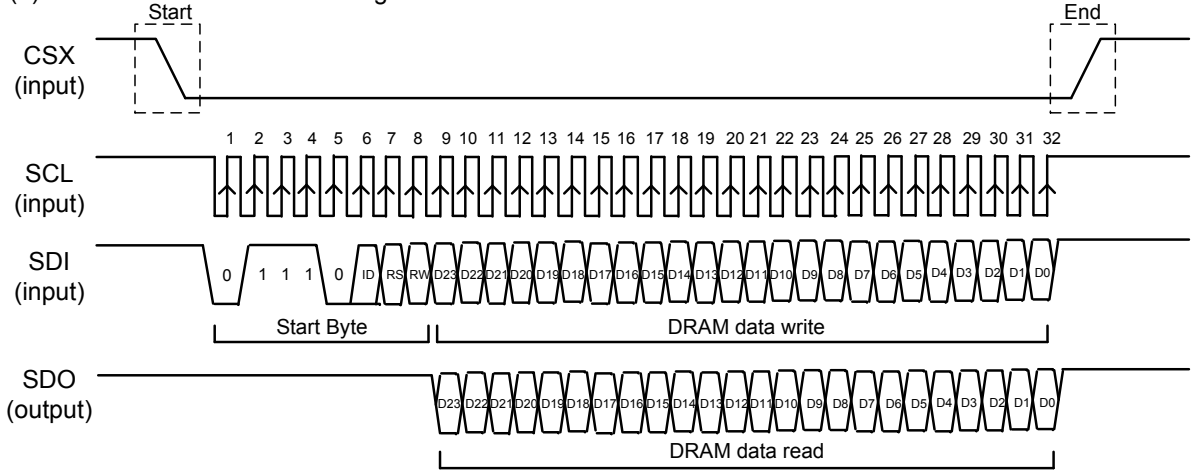 Start End
CSX
(input)
1 2 3 4 5 6 7 8 9 10 11 12 13 14 15 16 17 18 19 20 21 22 23 24 25 26 27 28 29 30 31 32
SCL
(input)
SDI
(input)
0 1 1 1 0 ID RS RW D23 D22 D21 D20 D19 D18 D17 D16 D15 D14 D13 D12 D11 D10 D9 D8 D7 D6 D5 D4 D3 D2 D1 D0
Start Byte DRAM data write
SDO
(output)
D23 D22 D21 D20 D19 D18 D17 D16 D15 D14 D13 D12 D11 D10 D9 D8 D7 D6 D5 D4 D3 D2 D1 D0
DRAM data read